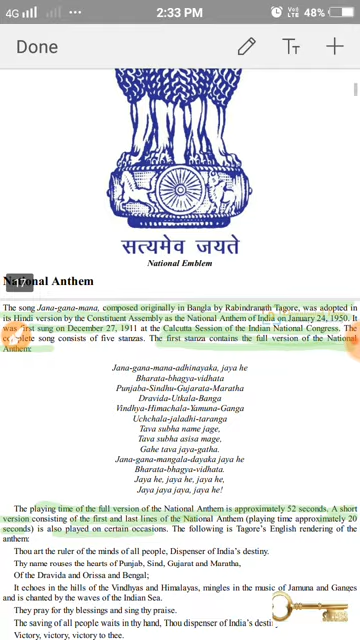 4G 2:33 PM VoLTE 48%
Done TT +
सत्यमेव जयते
National Emblem
17
National Anthem
The song Jana-gana-mana, composed originally in Bangla by Rabindranath Tagore, was adopted in
its Hindi version by the Constituent Assembly as the National Anthem of India on January 24, 1950. It
was first sung on December 27, 1911 at the Calcutta Session of the Indian National Congress. The
complete song consists of five stanzas. The first stanza contains the full version of the National
Anthem:
Jana-gana-mana-adhinayaka, jaya he
Bharata-bhagya-vidhata
Punjaba-Sindhu-Gujarata-Maratha
Dravida-Utkala-Banga
Vindhya-Himachala-Yamuna-Ganga
Uchchala-jaladhi-taranga
Tava subha name jage,
Tava subha asisa mage,
Gahe tava jaya-gatha.
Jana-gana-mangala-dayaka jaya he
Bharata-bhagya-vidhata.
Jaya he, jaya he, jaya he,
Jaya jaya jaya, jaya he!
The playing time of the full version of the National Anthem is approximately 52 seconds. A short
version consisting of the first and last lines of the National Anthem (playing time approximately 20
seconds) is also played on certain occasions. The following is Tagore's English rendering of
the anthem:
Thou art the ruler of the minds of all people, Dispenser of India's destiny.
Thy name rouses the hearts of Punjab, Sind, Gujarat and Maratha,
Of the Dravida and Orissa and Bengal;
It echoes in the hills of the Vindhyas and Himalayas, mingles in the music of Jamuna and Ganges
and is chanted by the waves of the Indian Sea.
They pray for thy blessings and sing thy praise.
The saving of all people waits in thy hand, Thou dispenser of India's
Victory, victory, victory to thee.